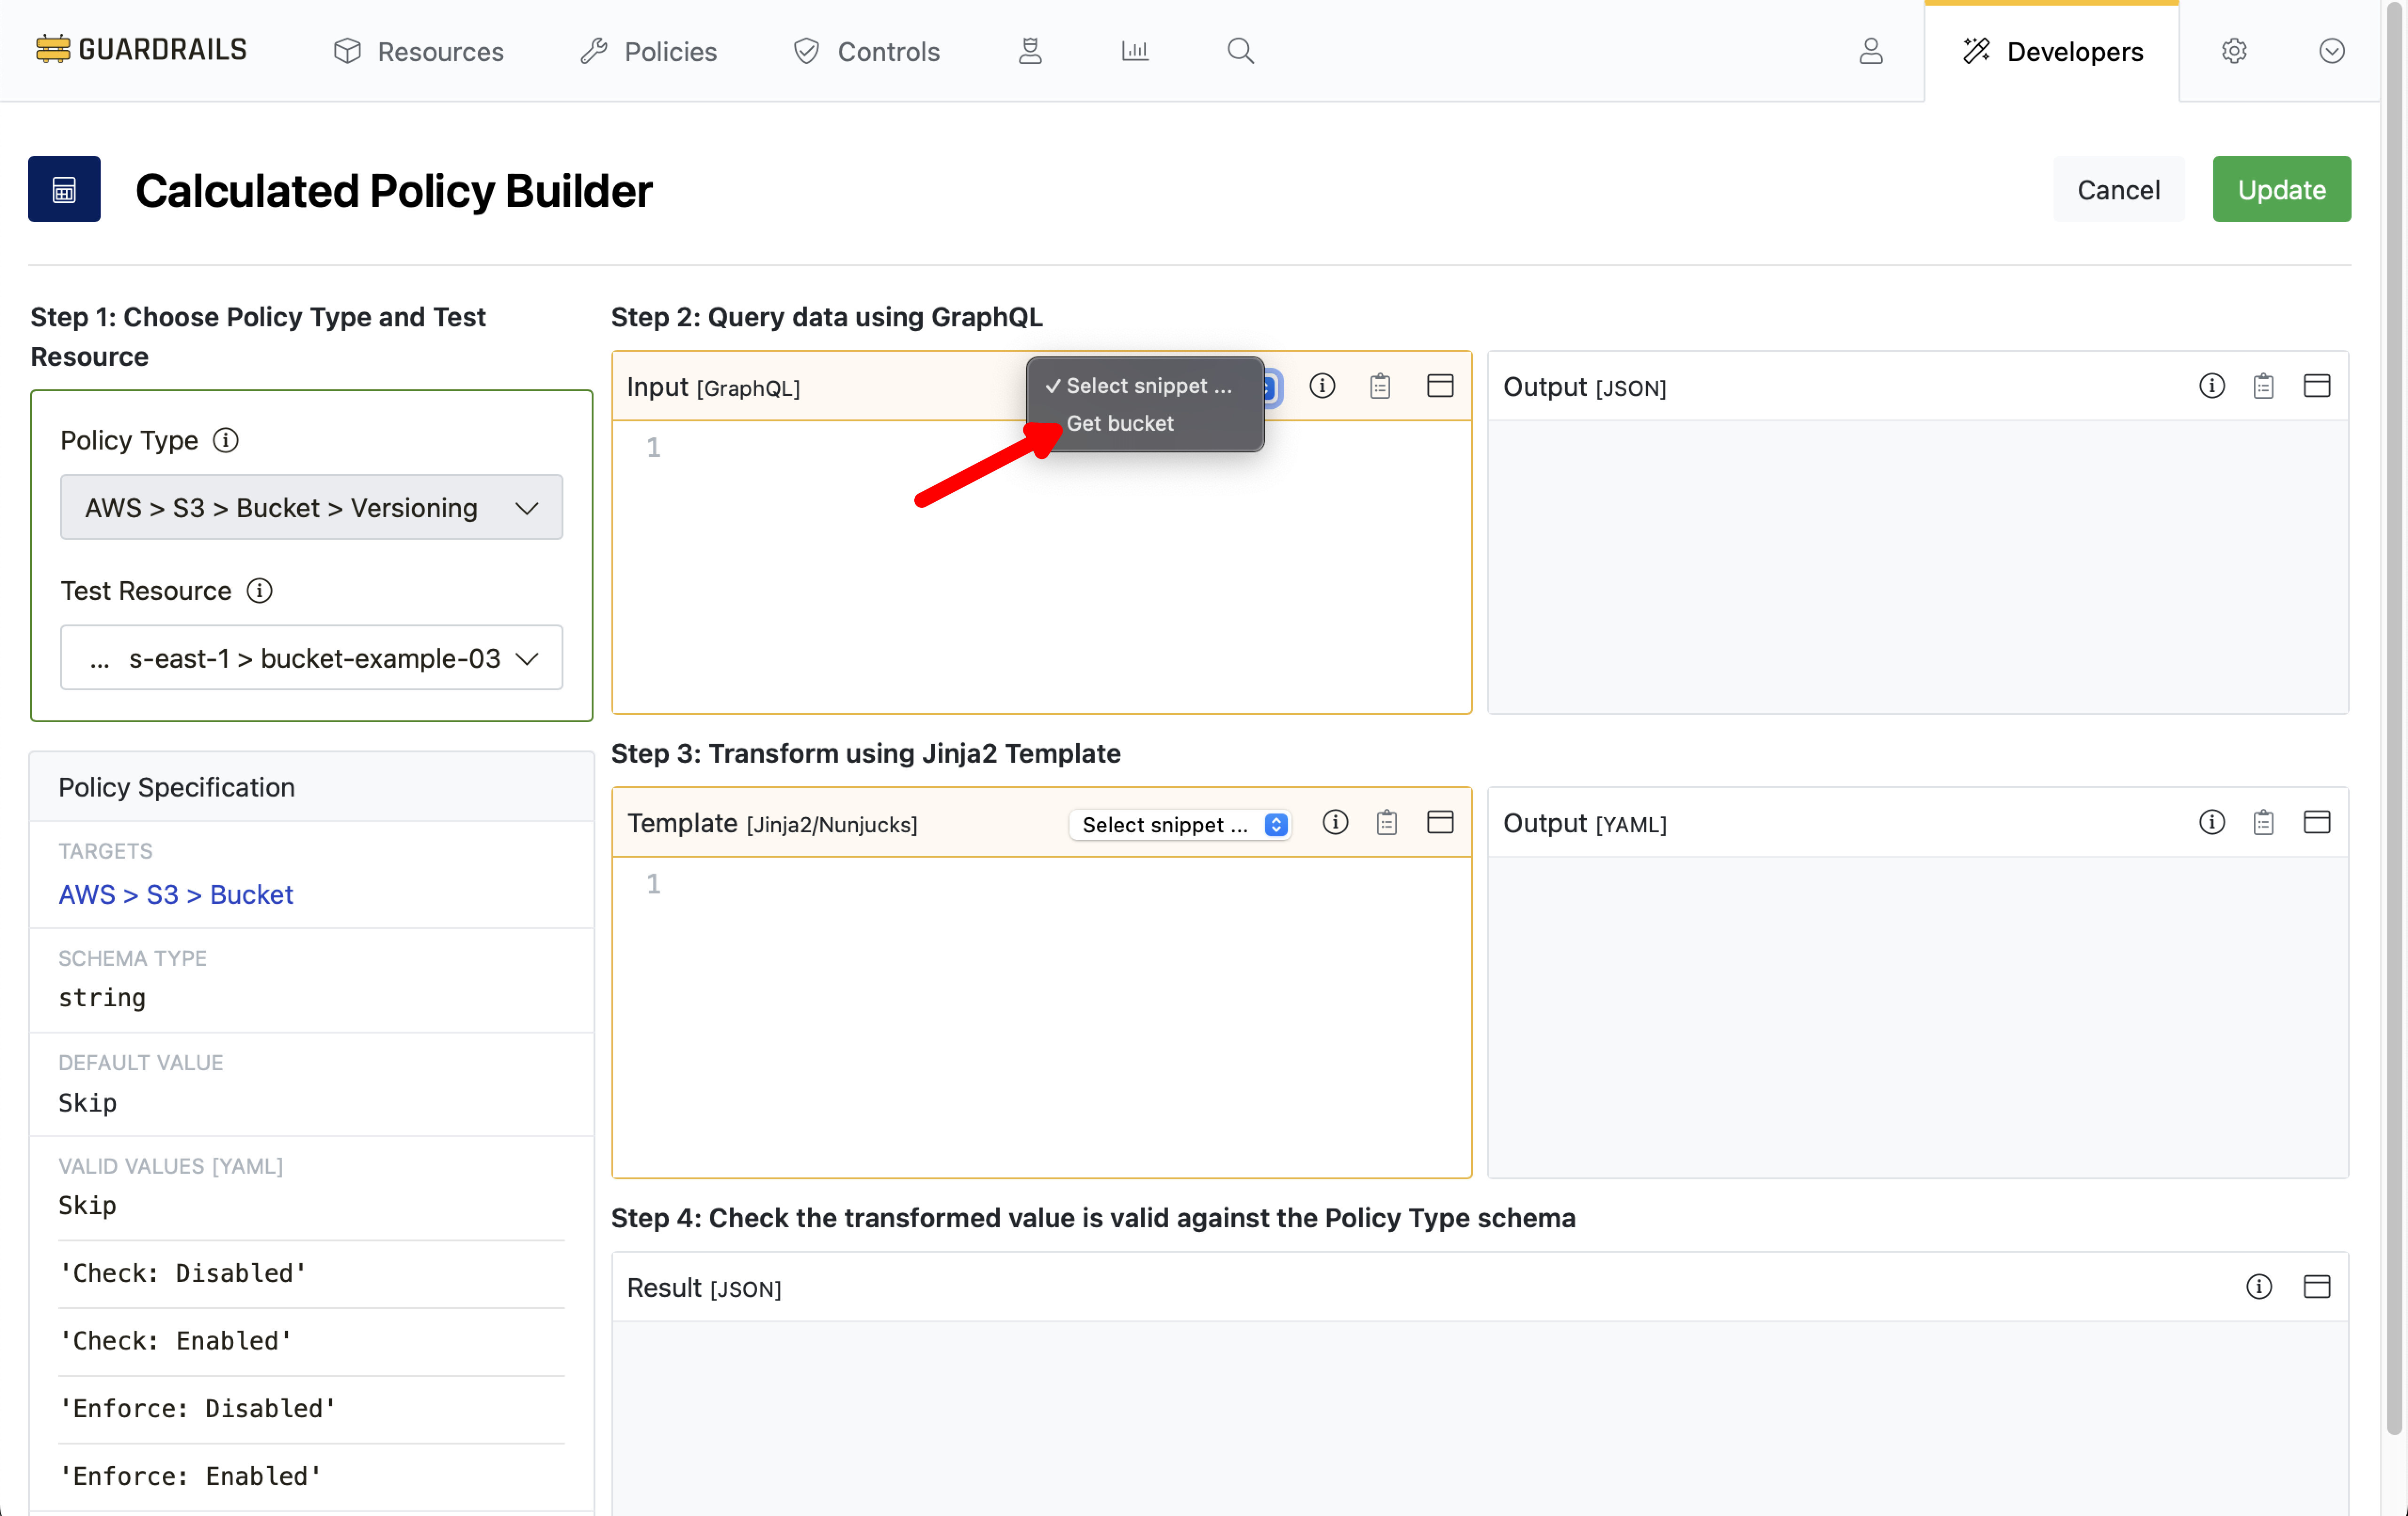 GUARDRAILS
Resources
Policies
Controls
Developers
Calculated Policy Builder
Cancel
Update
Step 1: Choose Policy Type and Test
Resource
Policy Type
AWS > S3 > Bucket > Versioning
Test Resource
... s-east-1 > bucket-example-03
Policy Specification
TARGETS
AWS > S3 > Bucket
SCHEMA TYPE
string
DEFAULT VALUE
Skip
VALID VALUES [YAML]
Skip
'Check: Disabled'
'Check: Enabled'
'Enforce: Disabled'
'Enforce: Enabled'
Step 2: Query data using GraphQL
Input [GraphQL]
✓ Select snippet ...
Get bucket
1
Output [JSON]
Step 3: Transform using Jinja2 Template
Template [Jinja2/Nunjucks]
Select snippet ...
1
Output [YAML]
Step 4: Check the transformed value is valid against the Policy Type schema
Result [JSON]